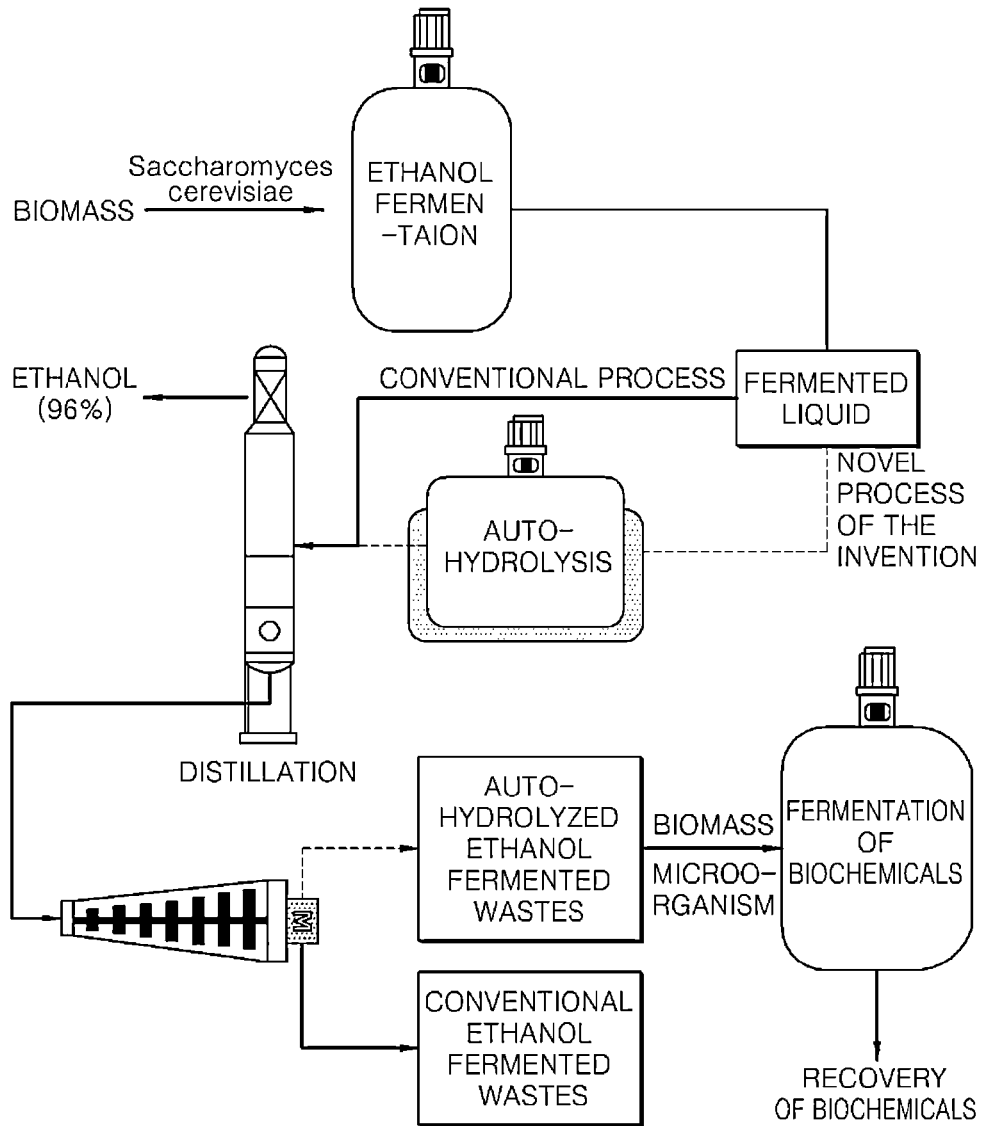 Saccharomyces
cerevisiae
BIOMASS
ETHANOL
FERMEN
-TAION
ETHANOL
(96%)
CONVENTIONAL PROCESS
FERMENTED
LIQUID
NOVEL
PROCESS
OF THE
INVENTION
AUTO-
HYDROLYSIS
DISTILLATION
AUTO-
HYDROLYZED
ETHANOL
FERMENTED
WASTES
BIOMASS
MICROO-
RGANISM
FERMENTATION
OF
BIOCHEMICALS
M
CONVENTIONAL
ETHANOL
FERMENTED
WASTES
RECOVERY
OF BIOCHEMICALS